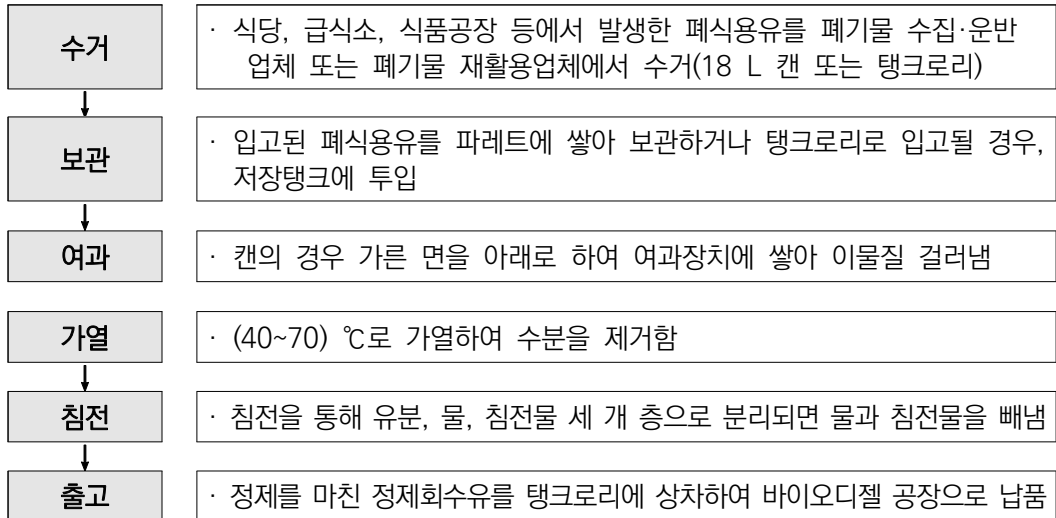 수거
· 식당, 급식소, 식품공장 등에서 발생한 폐식용유를 폐기물 수집·운반
업체 또는 폐기물 재활용업체에서 수거(18 L 캔 또는 탱크로리)
보관
· 입고된 폐식용유를 파레트에 쌓아 보관하거나 탱크로리로 입고될 경우,
저장탱크에 투입
여과
· 캔의 경우 가른 면을 아래로 하여 여과장치에 쌓아 이물질 걸러냄
가열
· (40~70) ℃로 가열하여 수분을 제거함
침전
· 침전을 통해 유분, 물, 침전물 세 개 층으로 분리되면 물과 침전물을 빼냄
출고
· 정제를 마친 정제회수유를 탱크로리에 상차하여 바이오디젤 공장으로 납품